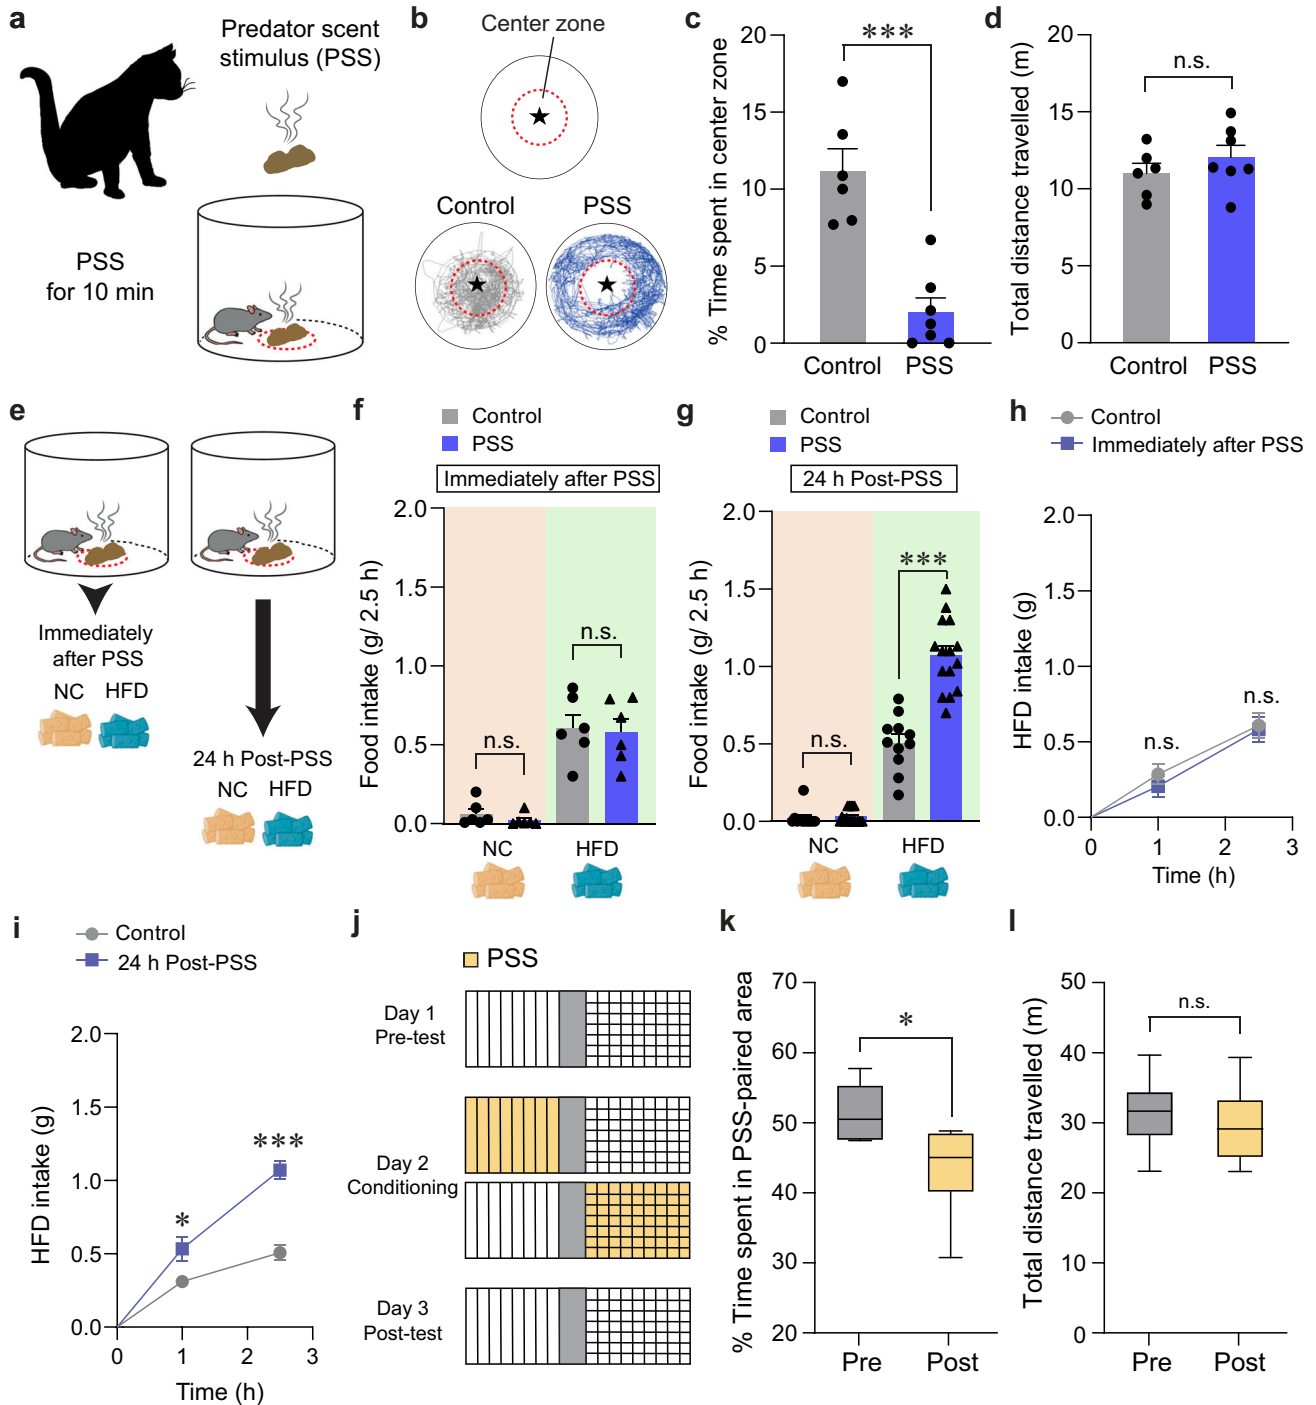 a
Predator scent
stimulus (PSS)
PSS
for 10 min
b
Center zone
Control
PSS
c
% Time spent in center zone
20
15
10
5
0
***
Control
PSS
d
Total distance travelled (m)
20
15
10
5
0
n.s.
Control
PSS
e
Immediately
after PSS
NC
HFD
24 h Post-PSS
NC
HFD
f
Control
PSS
Immediately after PSS
Food intake (g/ 2.5 h)
2.0
1.5
1.0
0.5
0.0
n.s.
n.s.
NC
HFD
g
Control
PSS
24 h Post-PSS
Food intake (g/ 2.5 h)
2.0
1.5
1.0
0.5
0.0
n.s.
***
NC
HFD
h
Control
Immediately after PSS
HFD intake (g)
2.0
1.5
1.0
0.5
0.0
n.s.
n.s.
0
1
2
3
Time (h)
i
Control
24 h Post-PSS
HFD intake (g)
2.0
1.5
1.0
0.5
0.0
*
***
0
1
2
3
Time (h)
j
PSS
Day 1
Pre-test
Day 2
Conditioning
Day 3
Post-test
k
% Time spent in PSS-paired area
70
60
50
40
30
20
*
Pre
Post
l
Total distance travelled (m)
50
40
30
20
10
0
n.s.
Pre
Post